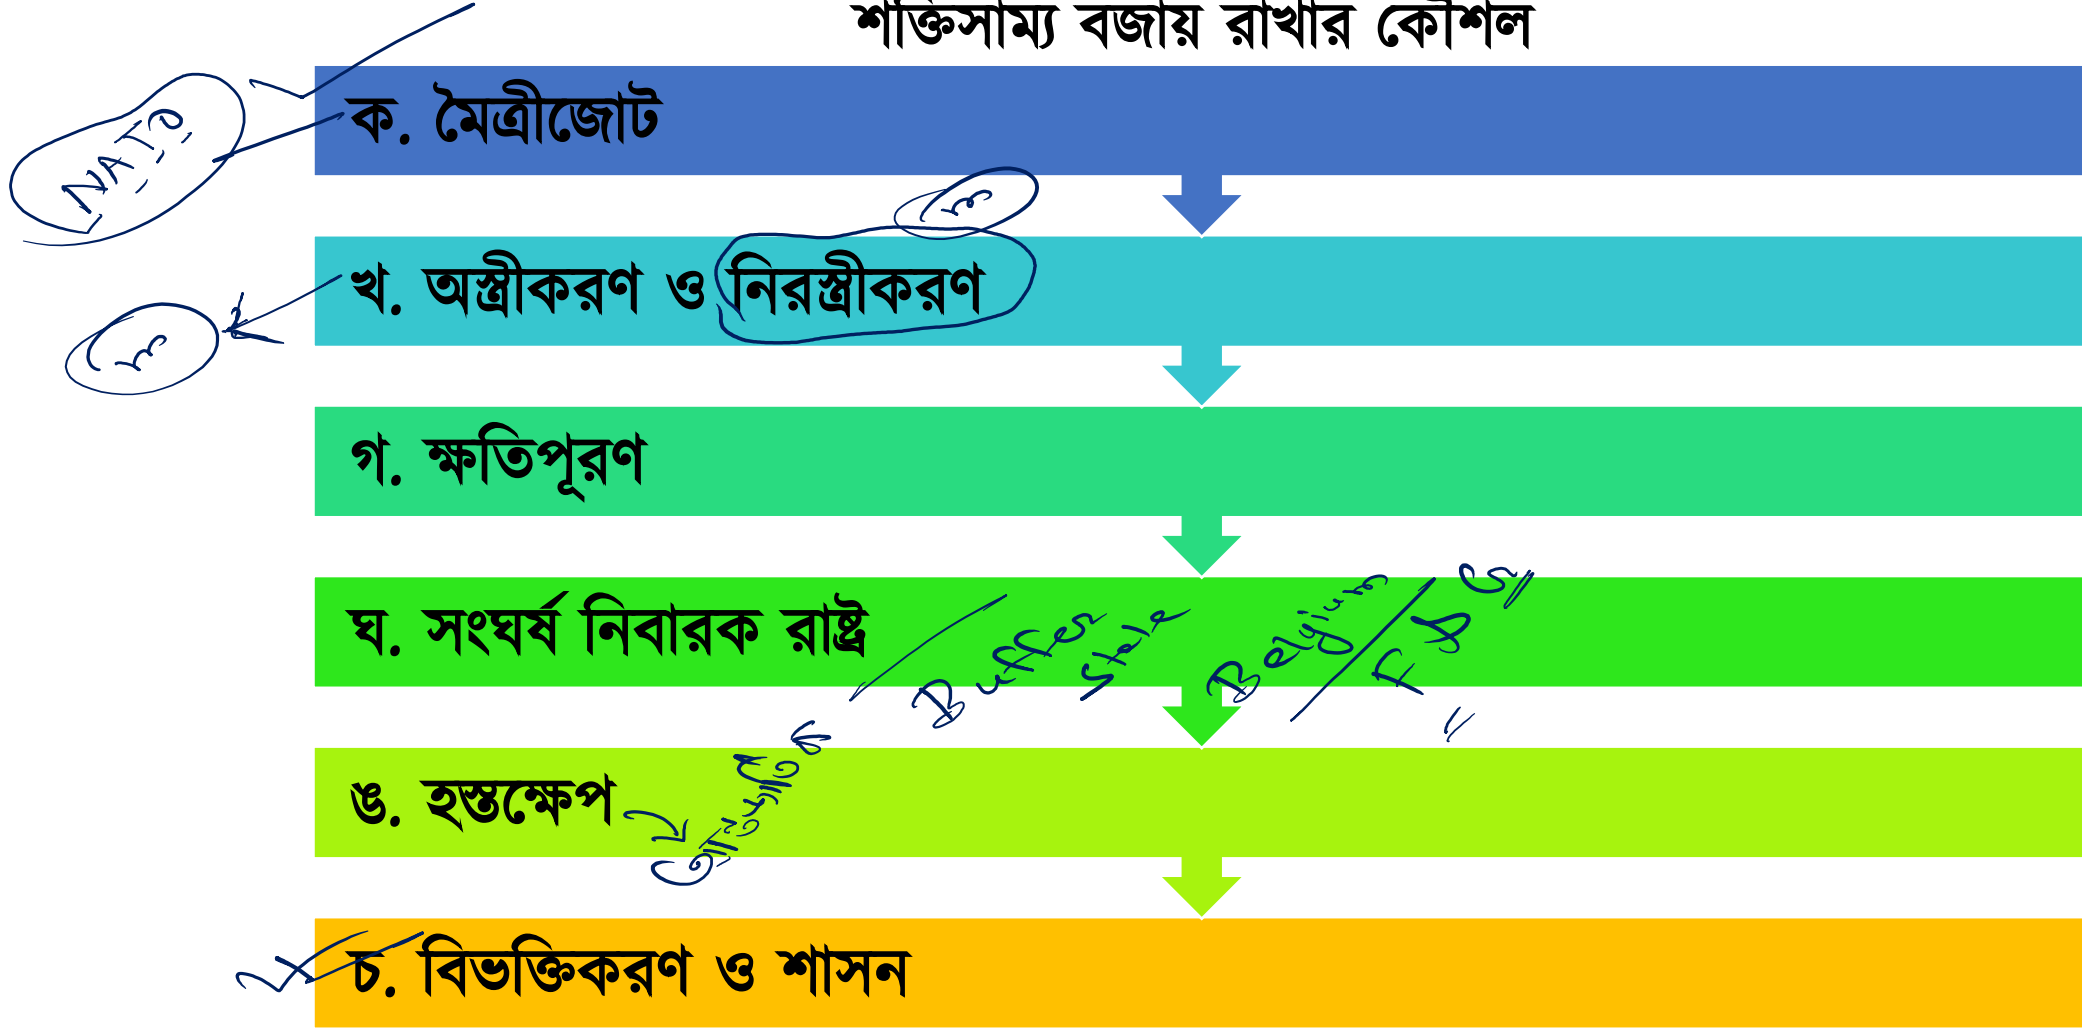 শক্তিসাম্য বজায় রাখার কৌশল
ক. মৈত্রীজোট
NATO
খ. অস্ত্রীকরণ ও নিরস্ত্রীকরণ
গ. ক্ষতিপূরণ
ঘ. সংঘর্ষ নিবারক রাষ্ট্র
Buffer State
Belgium
ঙ. হস্তক্ষেপ
চ. বিভক্তিকরণ ও শাসন